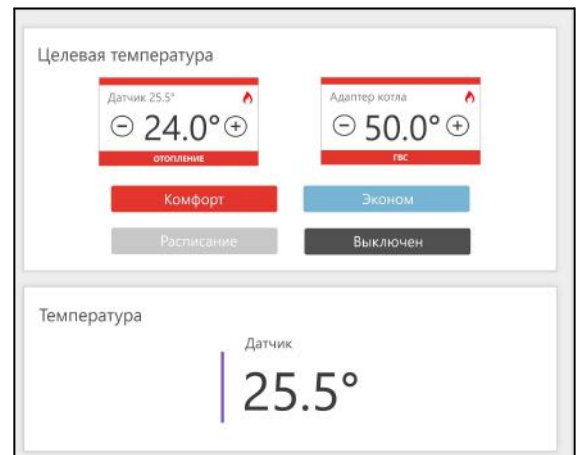 Целевая температура
Датчик 25.5°
24.0°
ОТОПЛЕНИЕ
Адаптер котла
50.0°
ГВС
Комфорт
Эконом
Расписание
Выключен
Температура
Датчик
25.5°